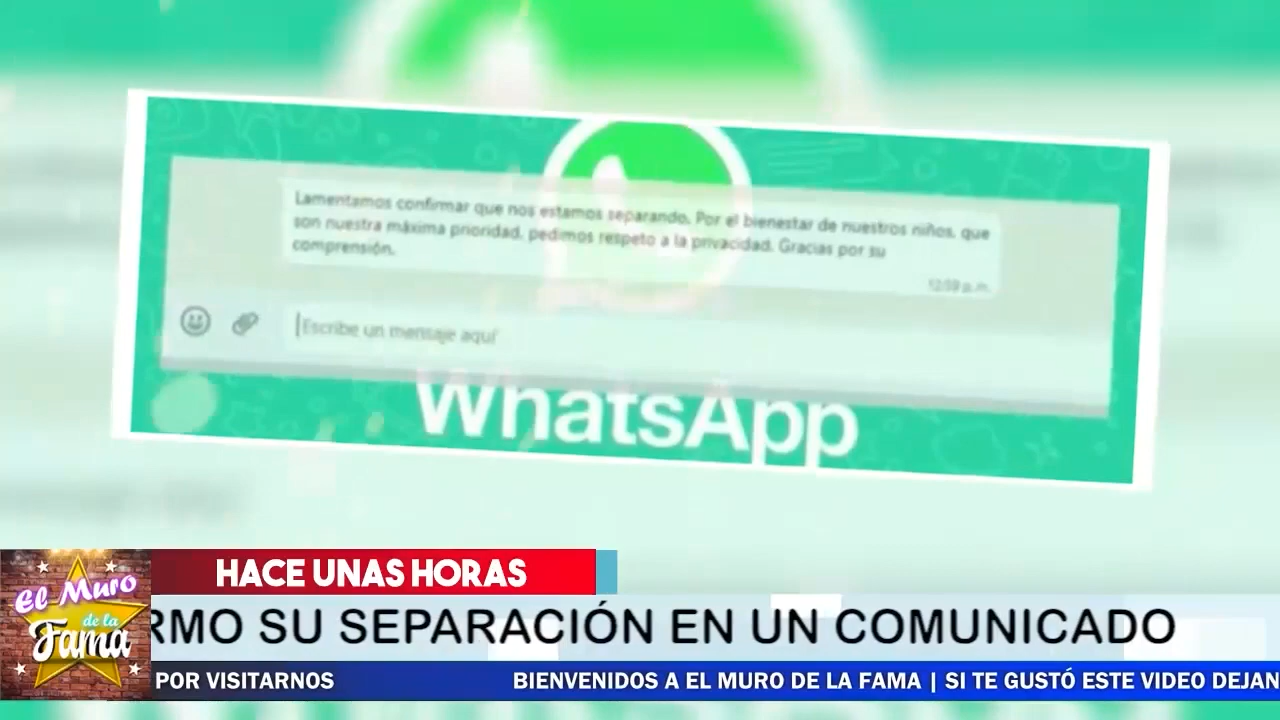 Lamentamos confirmar que nos estamos separando. Por el bienestar de nuestros niños, que
son nuestra máxima prioridad, pedimos respeto a la privacidad. Gracias por su
comprensión.
12:09 p. m.
Escribe un mensaje aquí
WhatsApp
HACE UNAS HORAS
El Muro
de la
Fama
RMO SU SEPARACIÓN EN UN COMUNICADO
POR VISITARNOS BIENVENIDOS A EL MURO DE LA FAMA | SI TE GUSTÓ ESTE VIDEO DEJAN